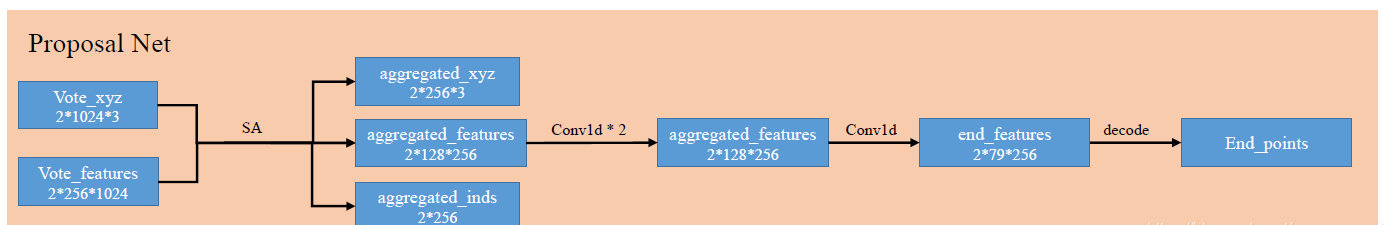 Proposal Net
Vote_xyz
2*1024*3
Vote_features
2*256*1024
SA
aggregated_xyz
2*256*3
aggregated_features
2*128*256
aggregated_inds
2*256
Conv1d * 2
aggregated_features
2*128*256
Conv1d
end_features
2*79*256
decode
End_points